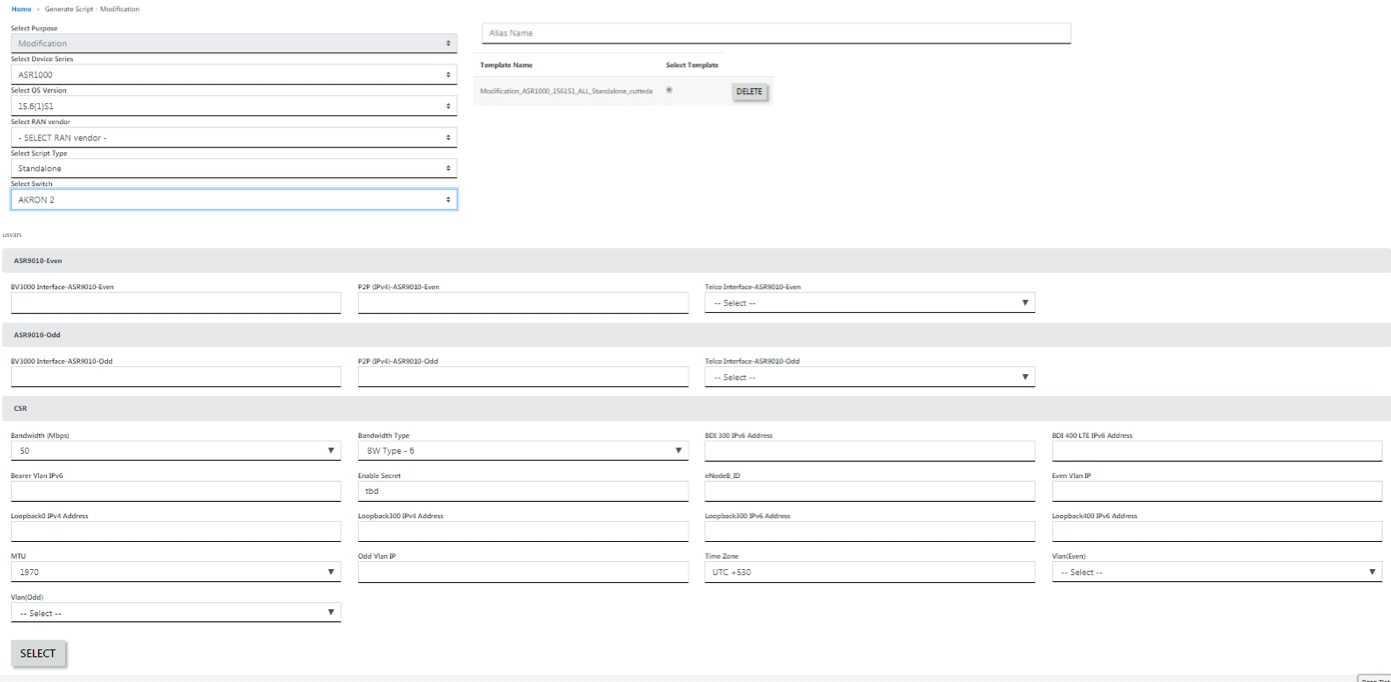 Home > Generate Script - Modification
Select Purpose
Modification
Select Device Series
ASR1000
Select OS Version
15.6(1)S1
Select RAN vendor
- SELECT RAN vendor -
Select Script Type
Standalone
Select Switch
AKRON 2
Alias Name
Template Name Select Template
Modification_ASR1000_1561S1_ALL_Standalone_cutteda DELETE
usvars
ASR9010-Even
BV3000 Interface-ASR9010-Even P2P (IPv4)-ASR9010-Even Telco Interface-ASR9010-Even
-- Select --
ASR9010-Odd
BV3000 Interface-ASR9010-Odd P2P (IPv4)-ASR9010-Odd Telco Interface-ASR9010-Odd
-- Select --
CSR
Bandwidth (Mbps) Bandwidth Type BDI 300 IPv6 Address BDI 400 LTE IPv6 Address
50 BW Type - 6
Bearer Vlan IPv6 Enable Secret eNodeB_ID Even Vlan IP
tbd
Loopback0 IPv4 Address Loopback300 IPv4 Address Loopback300 IPv6 Address Loopback400 IPv6 Address
MTU Odd Vlan IP Time Zone Vlan(Even)
1970 UTC +530 -- Select --
Vlan(Odd)
-- Select --
SELECT